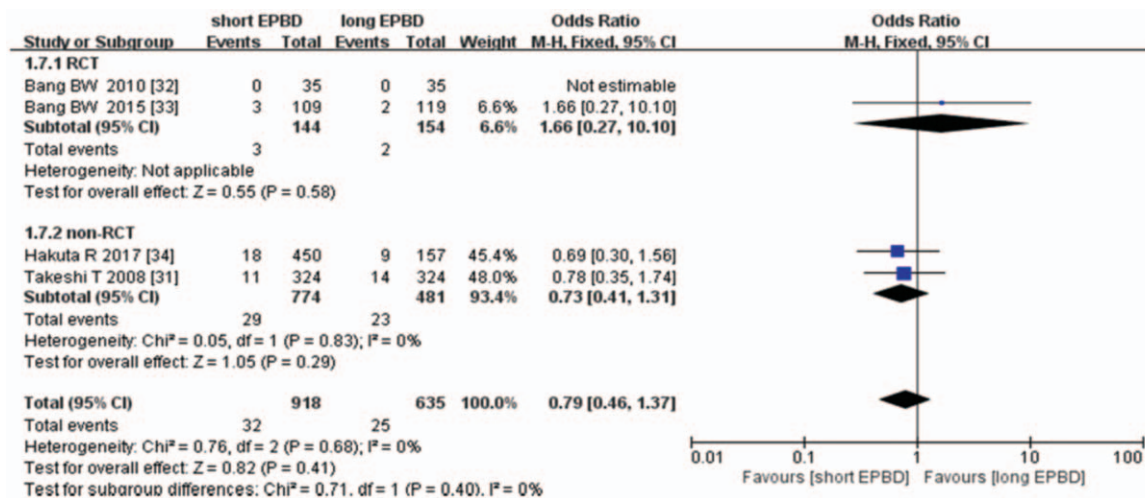 short EPBD long EPBD Odds Ratio Odds Ratio
Study or Subgroup Events Total Events Total Weight M-H, Fixed, 95% CI M-H, Fixed, 95% CI
1.7.1 RCT
Bang BW 2010 [32] 0 35 0 35 Not estimable
Bang BW 2015 [33] 3 109 2 119 6.6% 1.66 [0.27, 10.10]
Subtotal (95% CI) 144 154 6.6% 1.66 [0.27, 10.10]
Total events 3 2
Heterogeneity: Not applicable
Test for overall effect: Z = 0.55 (P = 0.58)
1.7.2 non-RCT
Hakuta R 2017 [34] 18 450 9 157 45.4% 0.69 [0.30, 1.56]
Takeshi T 2008 [31] 11 324 14 324 48.0% 0.78 [0.35, 1.74]
Subtotal (95% CI) 774 481 93.4% 0.73 [0.41, 1.31]
Total events 29 23
Heterogeneity: Chi² = 0.05, df = 1 (P = 0.83); I² = 0%
Test for overall effect: Z = 1.05 (P = 0.29)
Total (95% CI) 918 635 100.0% 0.79 [0.46, 1.37]
Total events 32 25
Heterogeneity: Chi² = 0.76, df = 2 (P = 0.68); I² = 0%
Test for overall effect: Z = 0.82 (P = 0.41)
Test for subgroup differences: Chi² = 0.71, df = 1 (P = 0.40), I² = 0%
0.01 0.1 1 10 100
Favours [short EPBD] Favours [long EPBD]